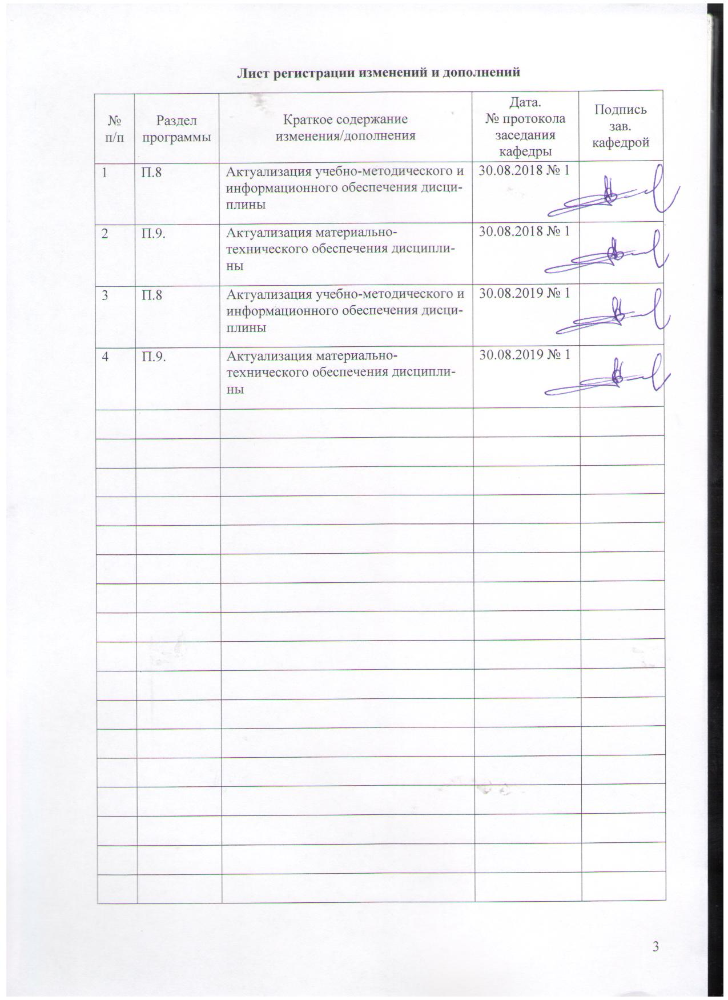 Лист регистрации изменений и дополнений
№
п/п
Раздел
программы
Краткое содержание
изменения/дополнения
Дата.
№ протокола
заседания
кафедры
Подпись
зав.
кафедрой
1
П.8
Актуализация учебно-методического и
информационного обеспечения дисци-
плины
30.08.2018 № 1
2
П.9.
Актуализация материально-
технического обеспечения дисципли-
ны
30.08.2018 № 1
3
П.8
Актуализация учебно-методического и
информационного обеспечения дисци-
плины
30.08.2019 № 1
4
П.9.
Актуализация материально-
технического обеспечения дисципли-
ны
30.08.2019 № 1
3